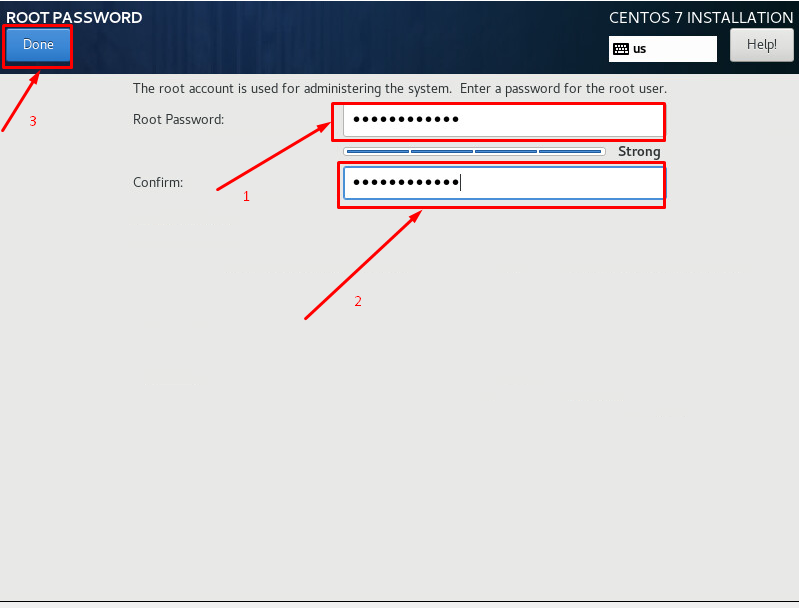 ROOT PASSWORD
CENTOS 7 INSTALLATION
Done
us
Help!
The root account is used for administering the system.  Enter a password for the root user.
Root Password:
●●●●●●●●●●●●
Strong
Confirm:
●●●●●●●●●●●●
3
1
2